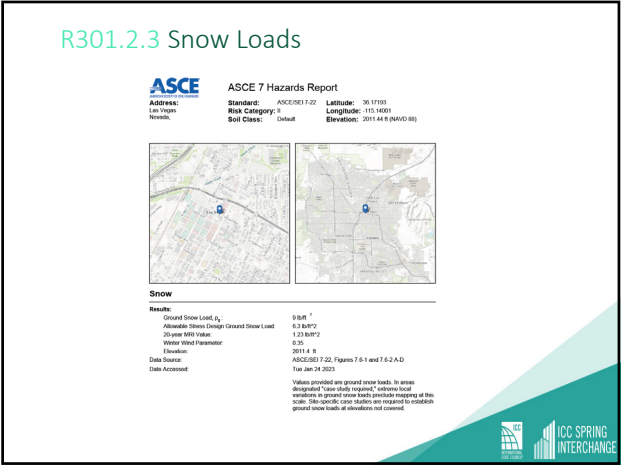 R301.2.3 Snow Loads
ASCE
AMERICAN SOCIETY OF CIVIL ENGINEERS
ASCE 7 Hazards Report
Address:
Las Vegas
Nevada,
Standard: ASCE/SEI 7-22
Risk Category: II
Soil Class: Default
Latitude: 36.17193
Longitude: -115.14001
Elevation: 2011.44 ft (NAVD 88)
Snow
Results:
Ground Snow Load, pg: 9 lb/ft 2
Allowable Stress Design Ground Snow Load: 6.3 lb/ft^2
20-year MRI Value: 1.23 lb/ft^2
Winter Wind Parameter: 0.35
Elevation: 2011.4 ft
Data Source: ASCE/SEI 7-22, Figures 7.6-1 and 7.6-2 A-D
Date Accessed: Tue Jan 24 2023
Values provided are ground snow loads. In areas
designated "case study required," extreme local
variations in ground snow loads preclude mapping at this
scale. Site-specific case studies are required to establish
ground snow loads at elevations not covered.
ICC
INTERNATIONAL
CODE COUNCIL
ICC SPRING
INTERCHANGE